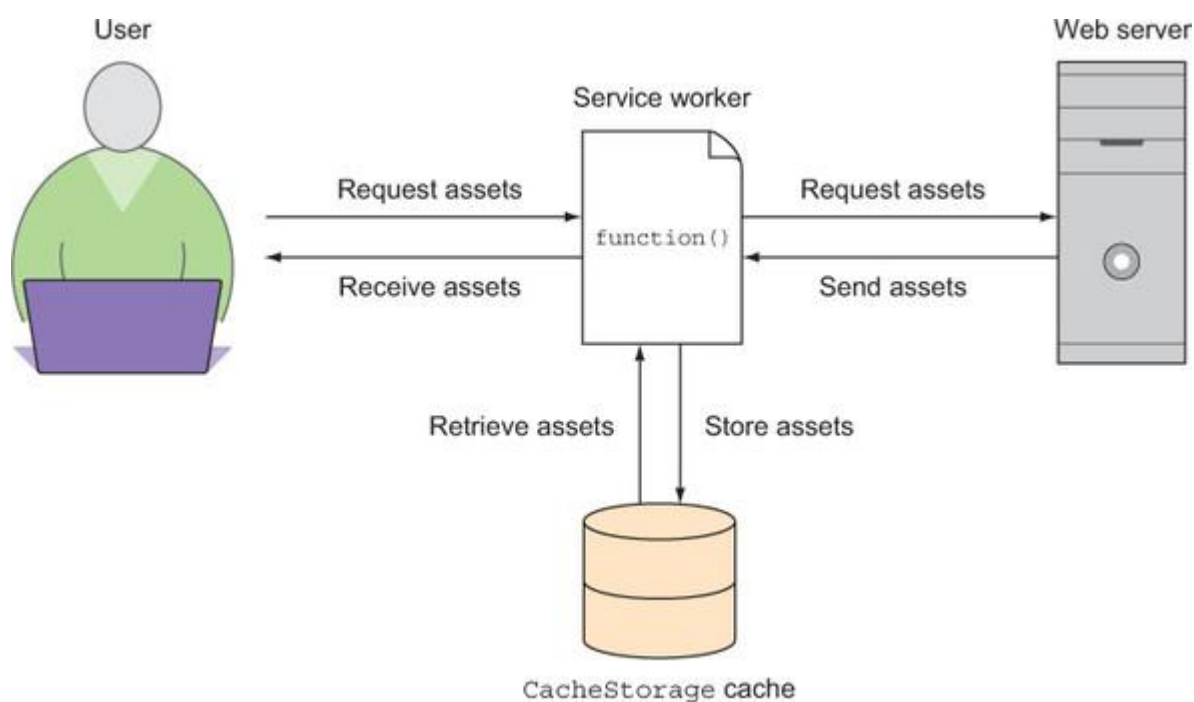 User
Web server
Service worker
Request assets
Request assets
function()
Receive assets
Send assets
Retrieve assets
Store assets
CacheStorage cache